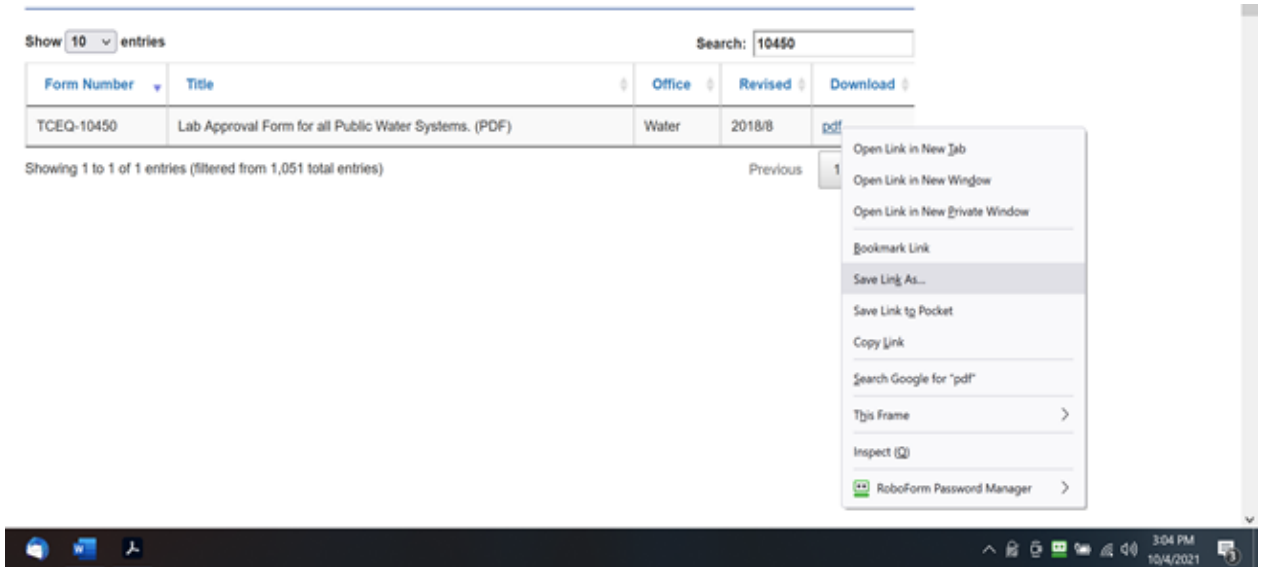 Show 10 entries Search: 10450
Form Number Title Office Revised Download
TCEQ-10450 Lab Approval Form for all Public Water Systems. (PDF) Water 2018/8 pdf
Showing 1 to 1 of 1 entries (filtered from 1,051 total entries) Previous 1
Open Link in New Tab
Open Link in New Window
Open Link in New Private Window
Bookmark Link
Save Link As...
Save Link to Pocket
Copy Link
Search Google for "pdf"
This Frame
Inspect (Q)
RoboForm Password Manager
3:04 PM
10/4/2021
3